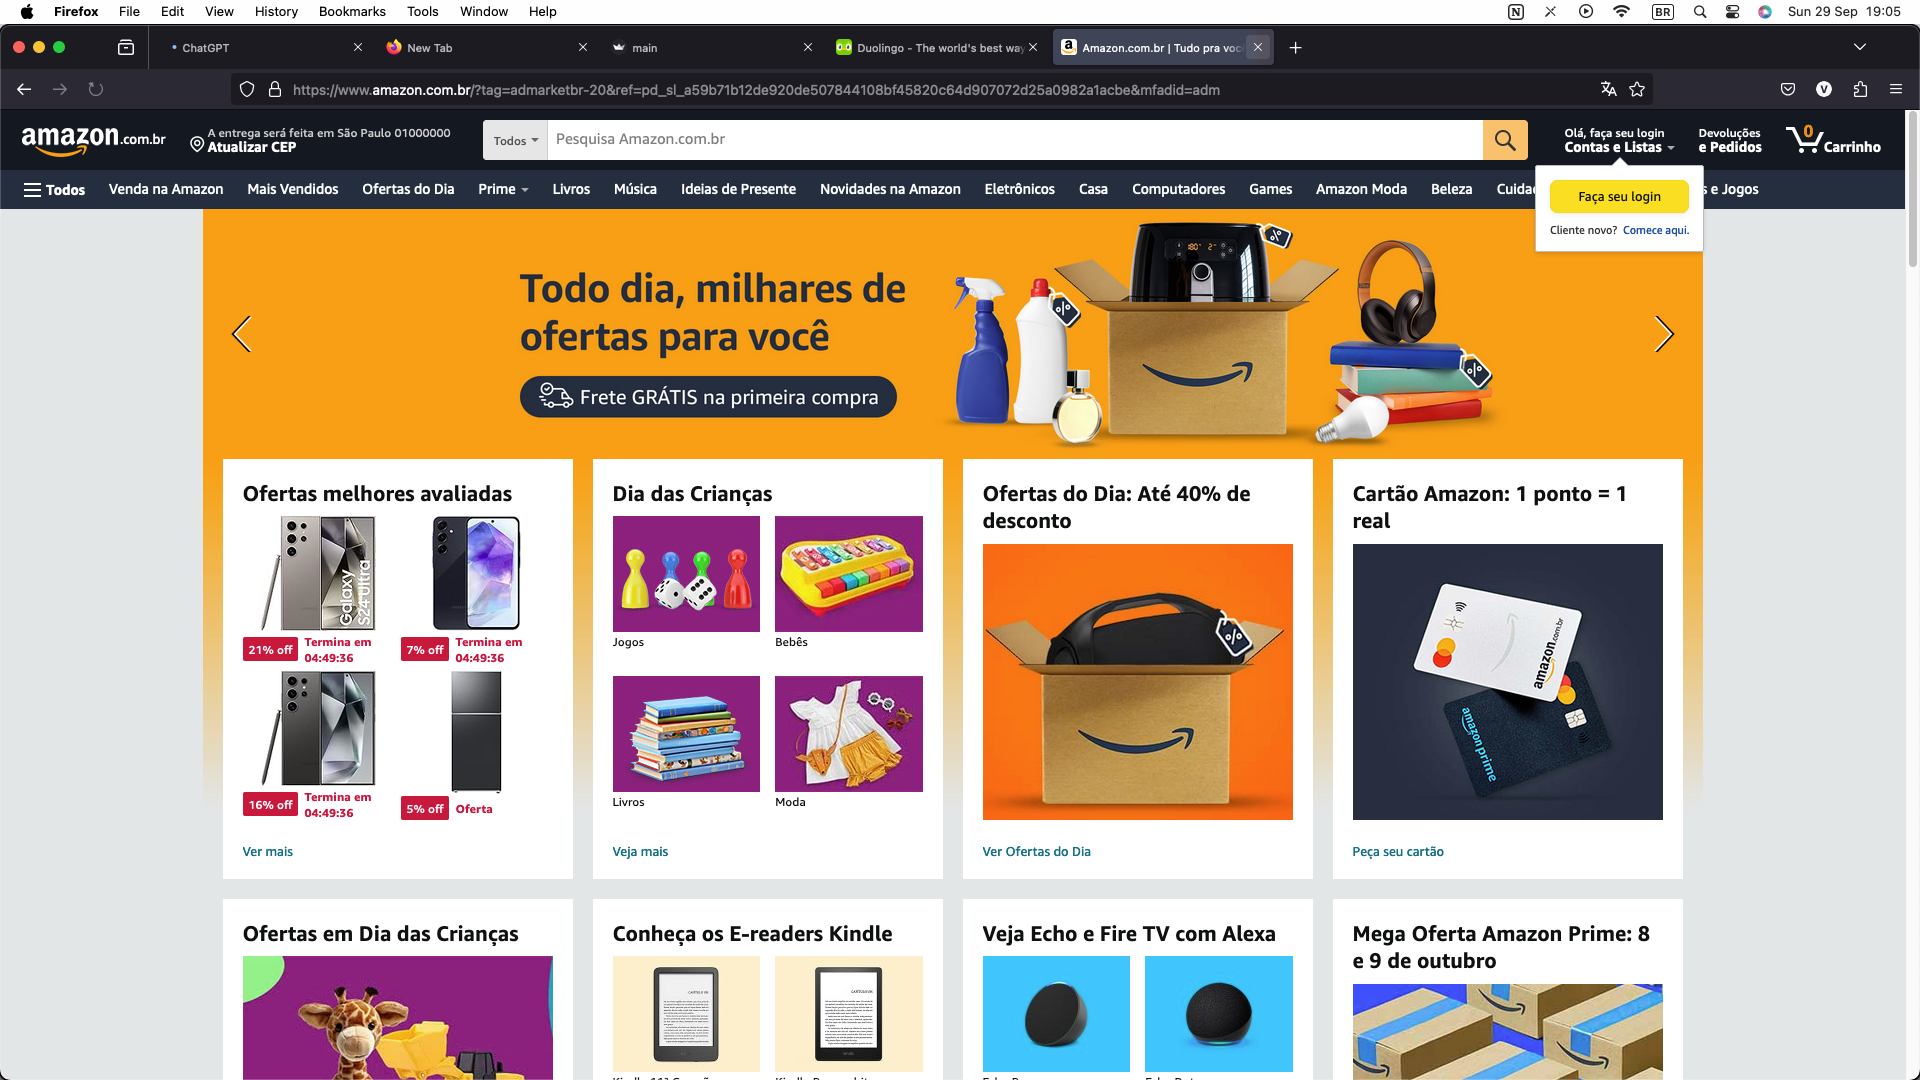 Firefox File Edit View History Bookmarks Tools Window Help
BR Sun 29 Sep 19:05
ChatGPT
New Tab
main
Duolingo - The world's best way
Amazon.com.br | Tudo pra voc
https://www.amazon.com.br/?tag=admarketbr-20&ref=pd_sl_a59b71b12de920de507844108bf45820c64d907072d25a0982a1acbe&mfadid=adm
V
amazon.com.br
A entrega será feita em São Paulo 01000000
Atualizar CEP
Todos
Pesquisa Amazon.com.br
Olá, faça seu login
Contas e Listas
Devoluções
e Pedidos
0
Carrinho
Todos
Venda na Amazon
Mais Vendidos
Ofertas do Dia
Prime
Livros
Música
Ideias de Presente
Novidades na Amazon
Eletrônicos
Casa
Computadores
Games
Amazon Moda
Beleza
Cuida
s e Jogos
Faça seu login
Cliente novo? Comece aqui.
Todo dia, milhares de
ofertas para você
Frete GRÁTIS na primeira compra
Ofertas melhores avaliadas
Galaxy
S24 Ultra
21% off
Termina em
04:49:36
7% off
Termina em
04:49:36
16% off
Termina em
04:49:36
5% off
Oferta
Ver mais
Dia das Crianças
Jogos
Bebês
Livros
Moda
Veja mais
Ofertas do Dia: Até 40% de
desconto
Ver Ofertas do Dia
Cartão Amazon: 1 ponto = 1
real
amazon.com.br
amazon prime
Peça seu cartão
Ofertas em Dia das Crianças
Conheça os E-readers Kindle
Veja Echo e Fire TV com Alexa
Mega Oferta Amazon Prime: 8
e 9 de outubro